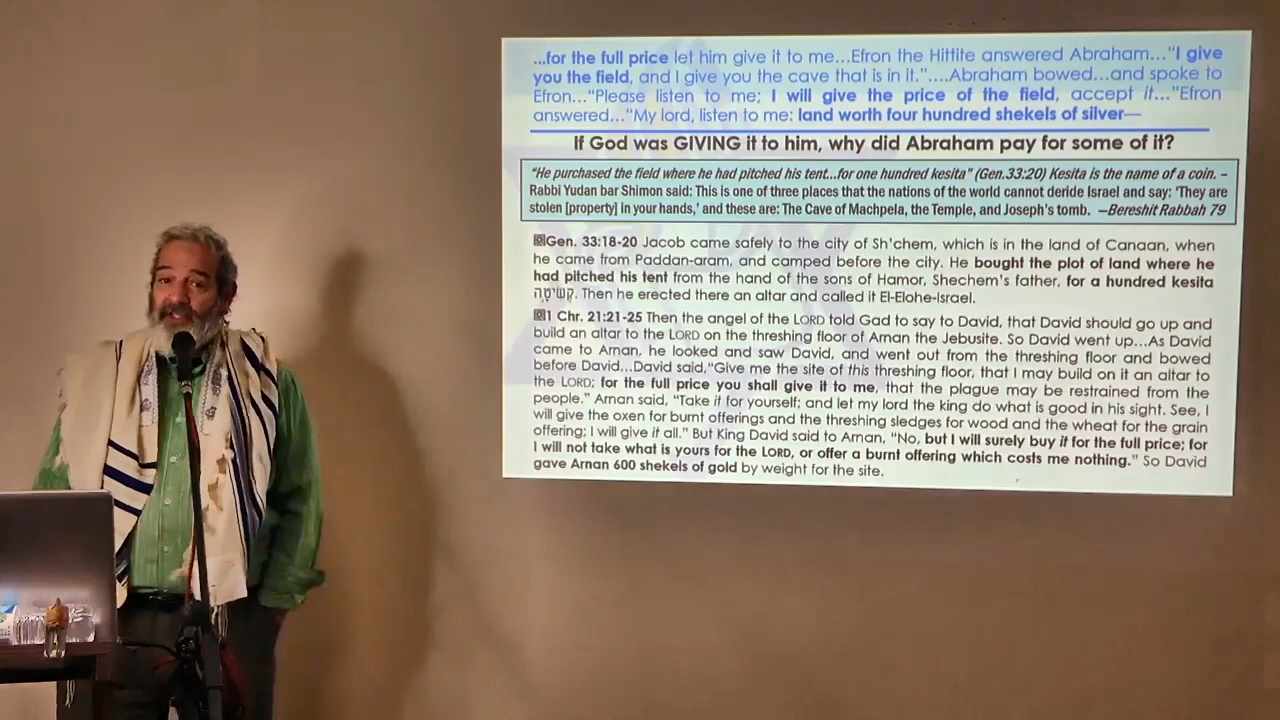 ...for the full price let him give it to me...Efron the Hittite answered Abraham..."I give
you the field, and I give you the cave that is in it."....Abraham bowed...and spoke to
Efron..."Please listen to me; I will give the price of the field, accept it..."Efron
answered..."My lord, listen to me: land worth four hundred shekels of silver—
If God was GIVING it to him, why did Abraham pay for some of it?
"He purchased the field where he had pitched his tent...for one hundred kesita" (Gen.33:20) Kesita is the name of a coin. –
Rabbi Yudan bar Shimon said: This is one of three places that the nations of the world cannot deride Israel and say: 'They are
stolen [property] in your hands,' and these are: The Cave of Machpela, the Temple, and Joseph's tomb. —Bereshit Rabbah 79
Gen. 33:18-20 Jacob came safely to the city of Sh'chem, which is in the land of Canaan, when
he came from Paddan-aram, and camped before the city. He bought the plot of land where he
had pitched his tent from the hand of the sons of Hamor, Shechem's father, for a hundred kesita
קְשִׂיטָה. Then he erected there an altar and called it El-Elohe-Israel.
1 Chr. 21:21-25 Then the angel of the LORD told Gad to say to David, that David should go up and
build an altar to the LORD on the threshing floor of Arnan the Jebusite. So David went up...As David
came to Arnan, he looked and saw David, and went out from the threshing floor and bowed
before David...David said,"Give me the site of this threshing floor, that I may build on it an altar to
the LORD; for the full price you shall give it to me, that the plague may be restrained from the
people." Arnan said, "Take it for yourself; and let my lord the king do what is good in his sight. See, I
will give the oxen for burnt offerings and the threshing sledges for wood and the wheat for the grain
offering; I will give it all." But King David said to Arnan, "No, but I will surely buy it for the full price; for
I will not take what is yours for the LORD, or offer a burnt offering which costs me nothing." So David
gave Arnan 600 shekels of gold by weight for the site.